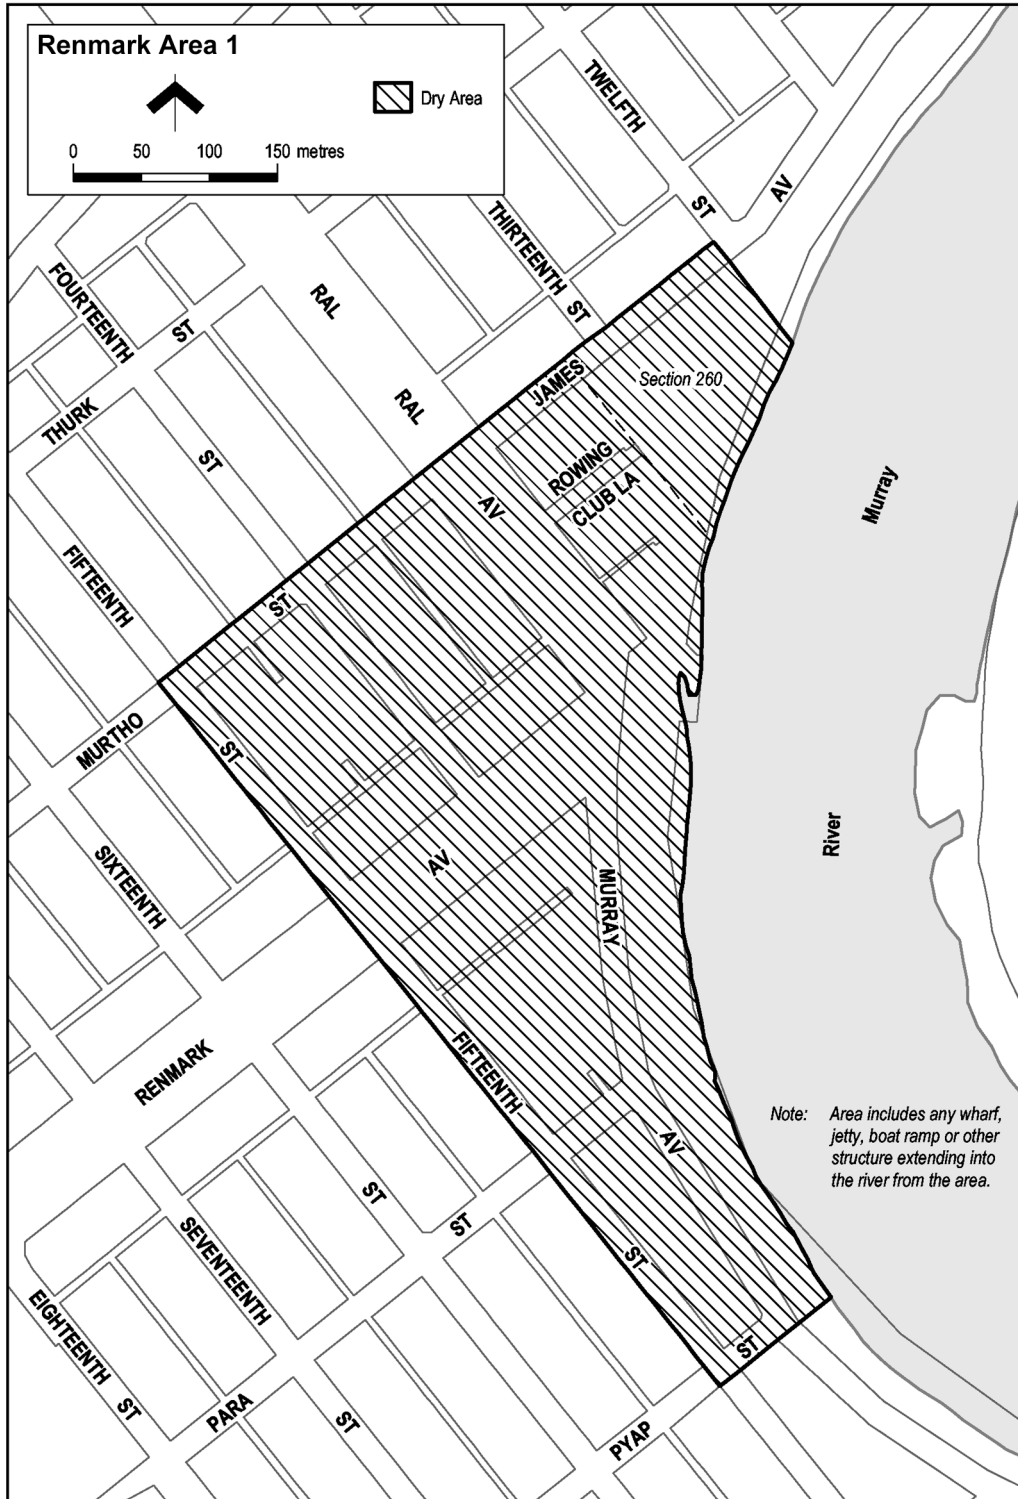 Renmark Area 1
Dry Area
0 50 100 150 metres
TWELFTH
ST
AV
THIRTEENTH
ST
FOURTEENTH
ST
RAL
RAL
THURK
ST
JAMES
Section 260
AV
ROWING
CLUB LA
Murray
FIFTEENTH
ST
MURTHO
ST
SIXTEENTH
AV
MURRAY
River
RENMARK
FIFTEENTH
AV
Note: Area includes any wharf,
jetty, boat ramp or other
structure extending into
the river from the area.
ST
ST
SEVENTEENTH
ST
EIGHTEENTH
ST
PARA
ST
ST
PYAP